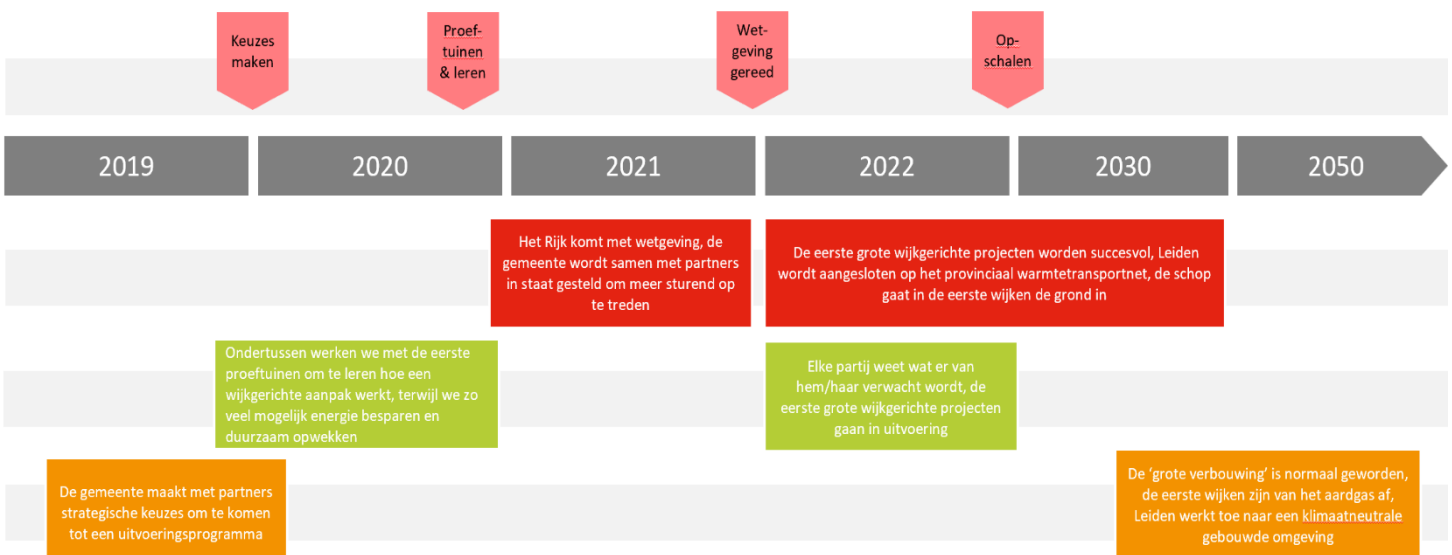 Keuzes
maken
Proef-
tuinen
& leren
Wet-
geving
gereed
Op-
schalen
2019
2020
2021
2022
2030
2050
Het Rijk komt met wetgeving, de
gemeente wordt samen met partners
in staat gesteld om meer sturend op
te treden
De eerste grote wijkgerichte projecten worden succesvol, Leiden
wordt aangesloten op het provinciaal warmtetransportnet, de schop
gaat in de eerste wijken de grond in
Ondertussen werken we met de eerste
proeftuinen om te leren hoe een
wijkgerichte aanpak werkt, terwijl we zo
veel mogelijk energie besparen en
duurzaam opwekken
Elke partij weet wat er van
hem/haar verwacht wordt, de
eerste grote wijkgerichte projecten
gaan in uitvoering
De gemeente maakt met partners
strategische keuzes om te komen
tot een uitvoeringsprogramma
De ‘grote verbouwing’ is normaal geworden,
de eerste wijken zijn van het aardgas af,
Leiden werkt toe naar een klimaatneutrale
gebouwde omgeving